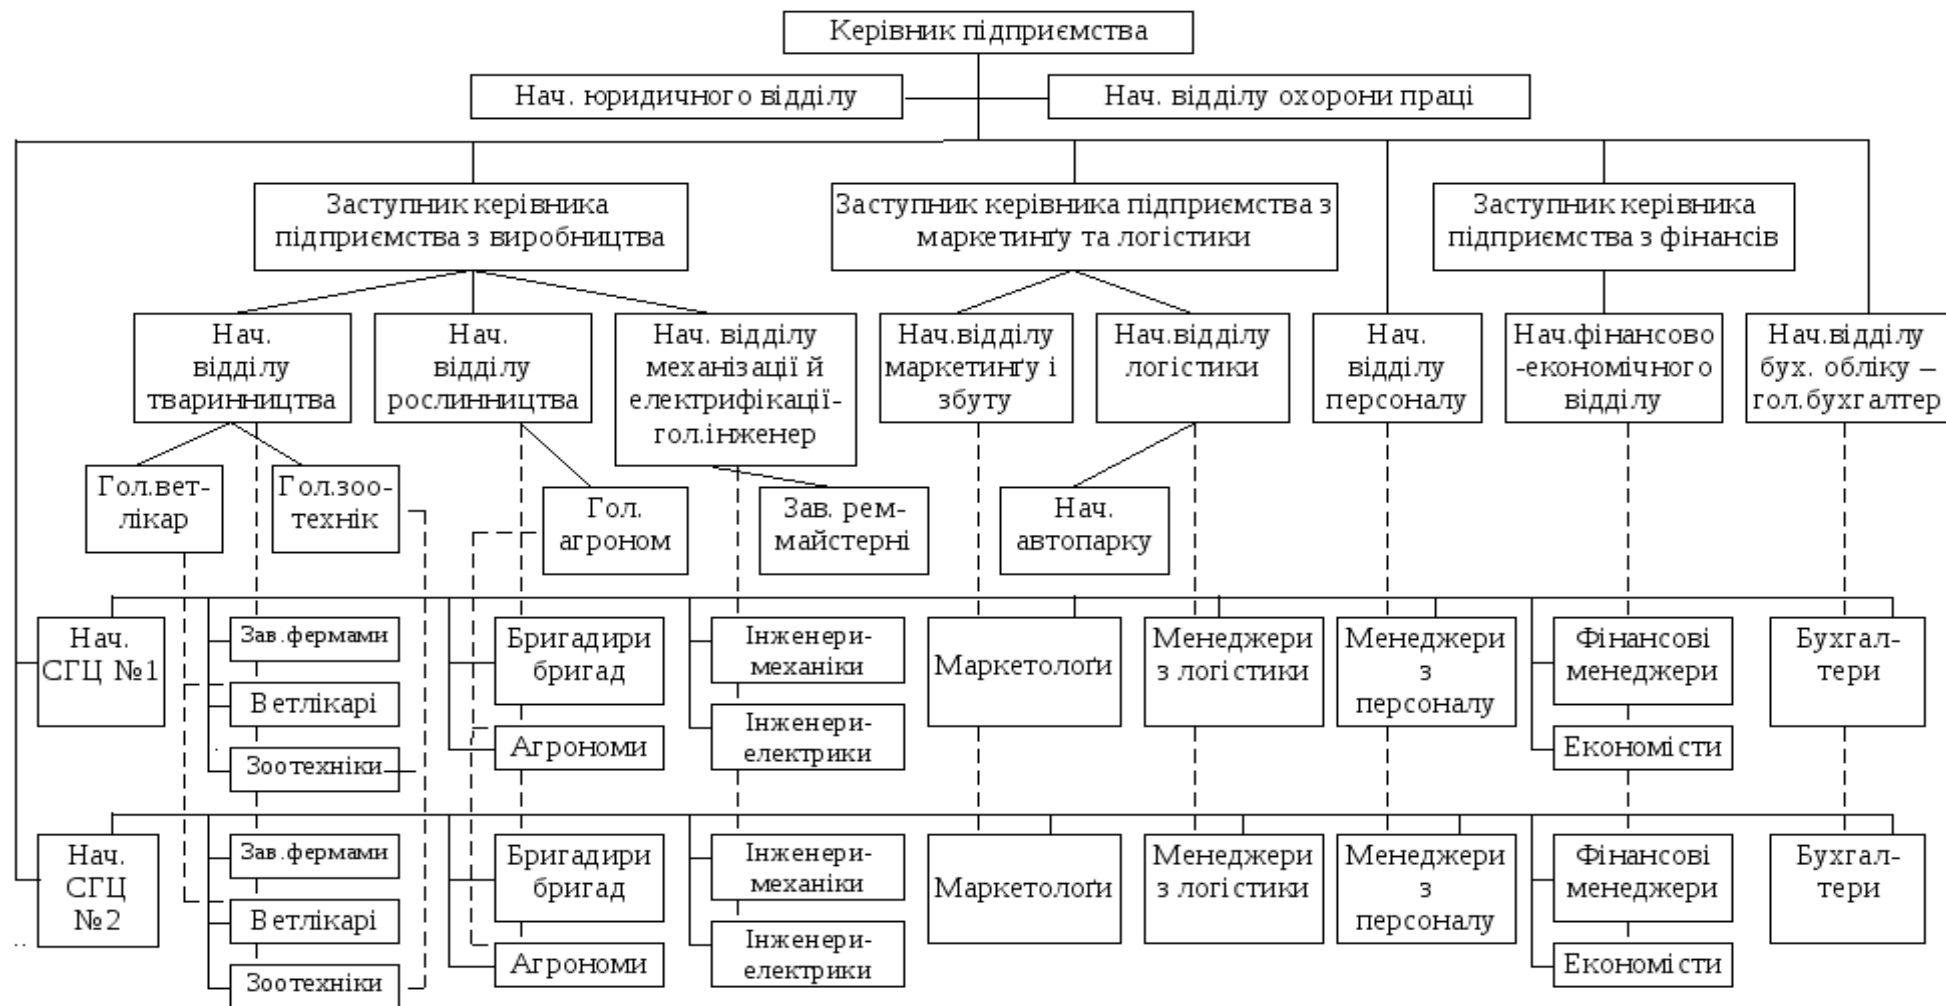 Керівник підприємства
Нач. юридичного відділу
Нач. відділу охорони праці
Заступник керівника
підприємства з виробництва
Заступник керівника підприємства з
маркетинґу та логістики
Заступник керівника
підприємства з фінансів
Нач.
відділу
тваринництва
Нач.
відділу
рослинництва
Нач. відділу
механізації й
електрифікації-
гол.інженер
Нач.відділу
маркетинґу і
збуту
Нач.відділу
логістики
Нач.
відділу
персоналу
Нач.фінансово
-економічного
відділу
Нач.відділу
бух. обліку –
гол.бухгалтер
Гол.вет-
лікар
Гол.зоо-
технік
Гол.
агроном
Зав. рем-
майстерні
Нач.
автопарку
Нач.
СГЦ №1
Зав.фермами
Ветлікарі
Зоотехніки
Бригадири
бригад
Агрономи
Інженери-
механіки
Інженери-
електрики
Маркетолоґи
Менеджери
з логістики
Менеджери
з
персоналу
Фінансові
менеджери
Економісти
Бухгал-
тери
Нач.
СГЦ
№2
Зав.фермами
Ветлікарі
Зоотехніки
Бригадири
бригад
Агрономи
Інженери-
механіки
Інженери-
електрики
Маркетолоґи
Менеджери
з логістики
Менеджери
з
персоналу
Фінансові
менеджери
Економісти
Бухгал-
тери